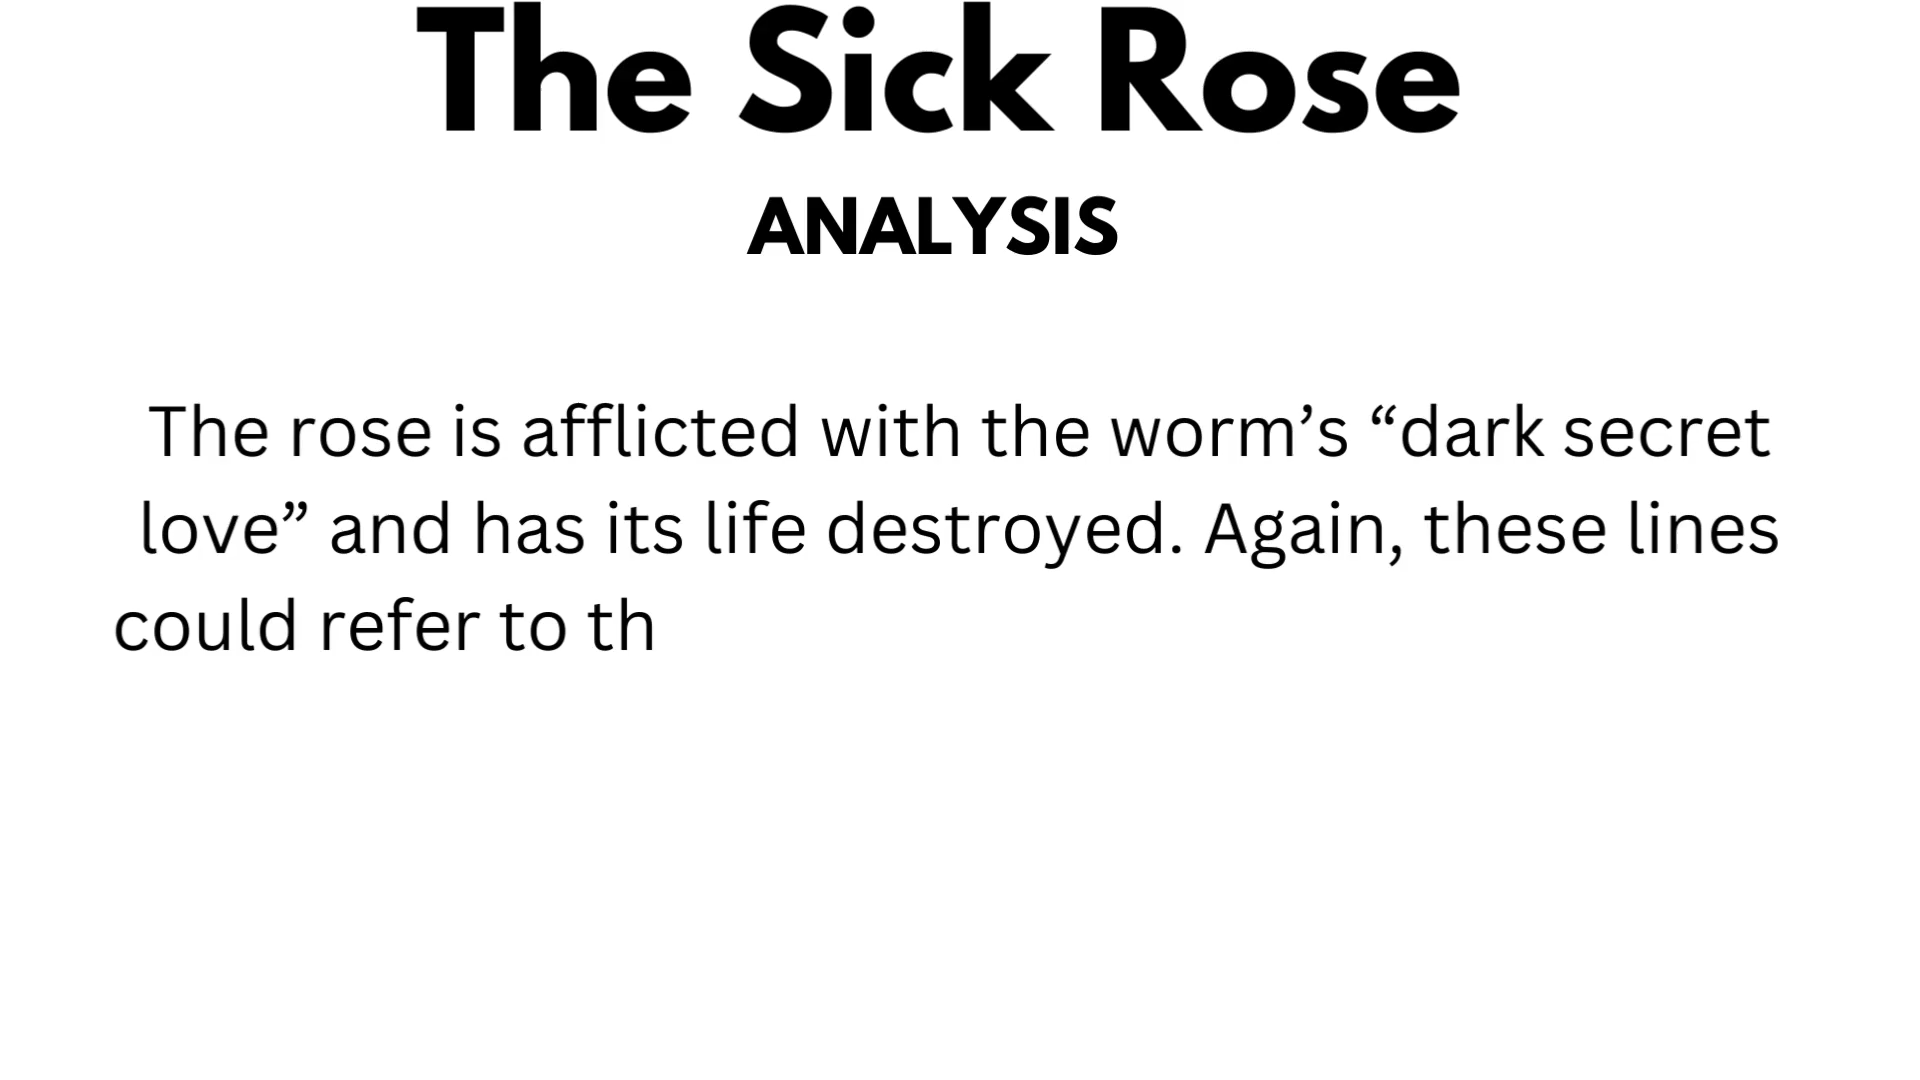 The Sick Rose
ANALYSIS
The rose is afflicted with the worm’s “dark secret
love” and has its life destroyed. Again, these lines
could refer to th